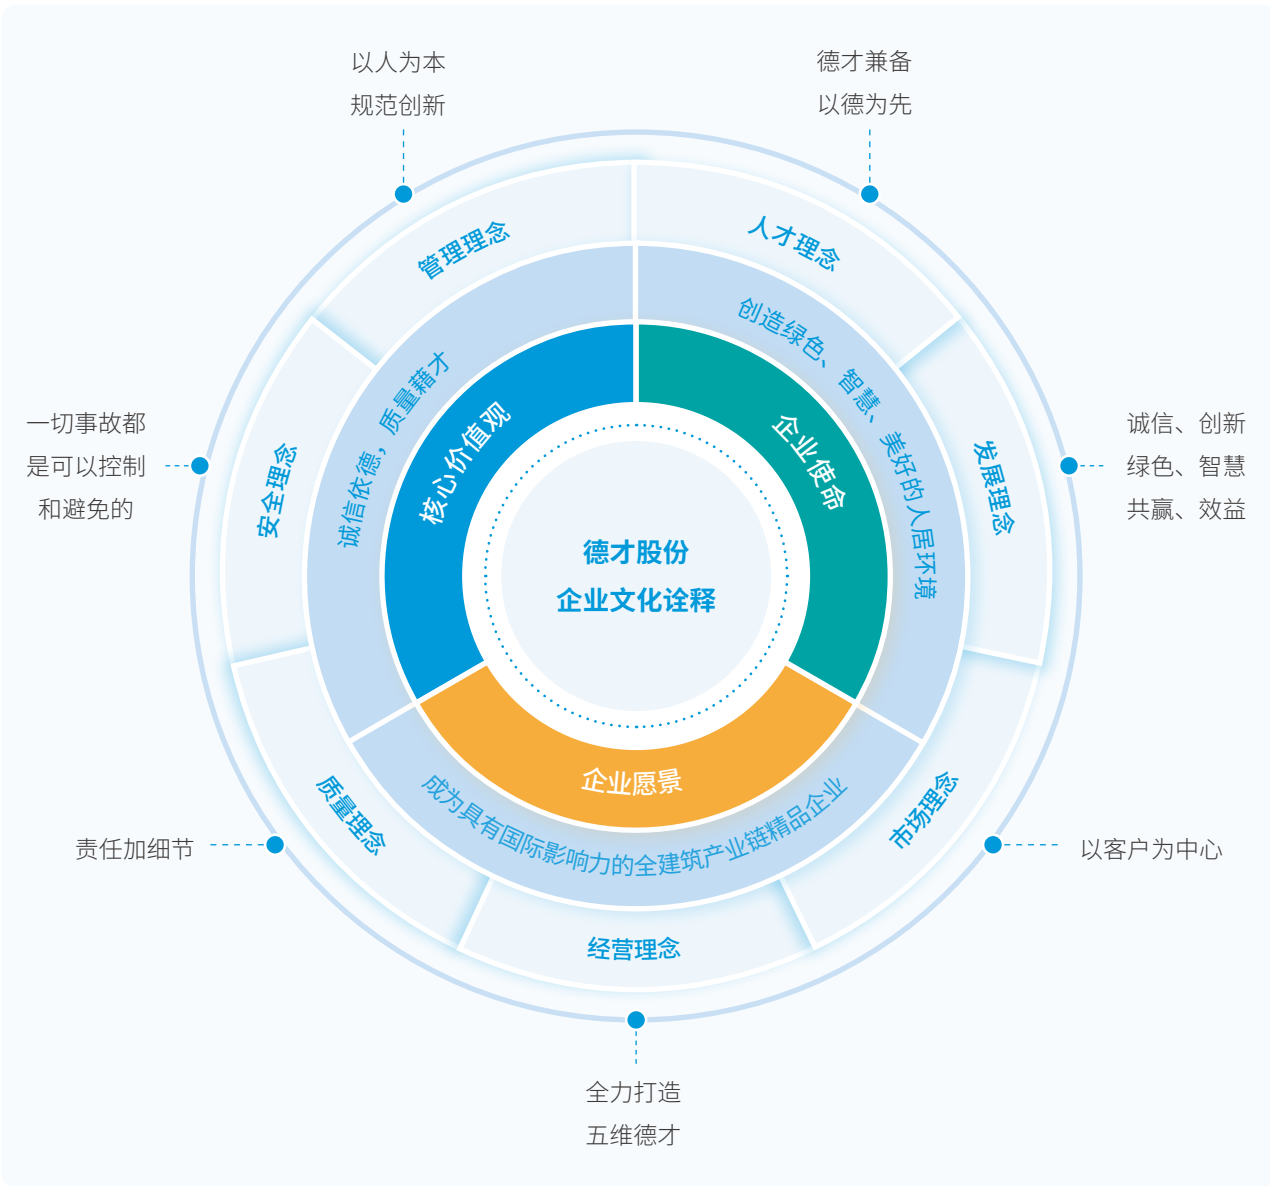 以人为本
规范创新
德才兼备
以德为先
管理理念
人才理念
创造绿色、智慧、美好的人居环境
诚信依德，质量藉才
核心价值观
企业使命
一切事故都
是可以控制
和避免的
安全理念
发展理念
诚信、创新
绿色、智慧
共赢、效益
德才股份
企业文化诠释
企业愿景
成为具有国际影响力的全建筑产业链精品企业
质量理念
市场理念
责任加细节
以客户为中心
经营理念
全力打造
五维德才